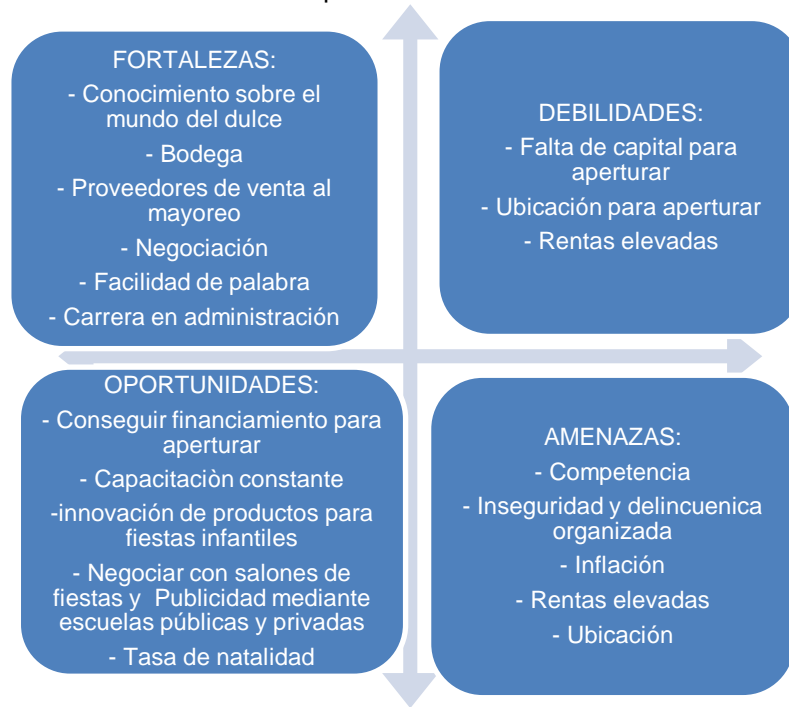 FORTALEZAS:
- Conocimiento sobre el
mundo del dulce
- Bodega
- Proveedores de venta al
mayoreo
- Negociación
- Facilidad de palabra
- Carrera en administración
DEBILIDADES:
- Falta de capital para
aperturar
- Ubicación para aperturar
- Rentas elevadas
OPORTUNIDADES:
- Conseguir financiamiento para
aperturar
- Capacitaciòn constante
-innovación de productos para
fiestas infantiles
- Negociar con salones de
fiestas y  Publicidad mediante
escuelas públicas y privadas
- Tasa de natalidad
AMENAZAS:
- Competencia
- Inseguridad y delincuenica
organizada
- Inflación
- Rentas elevadas
- Ubicación